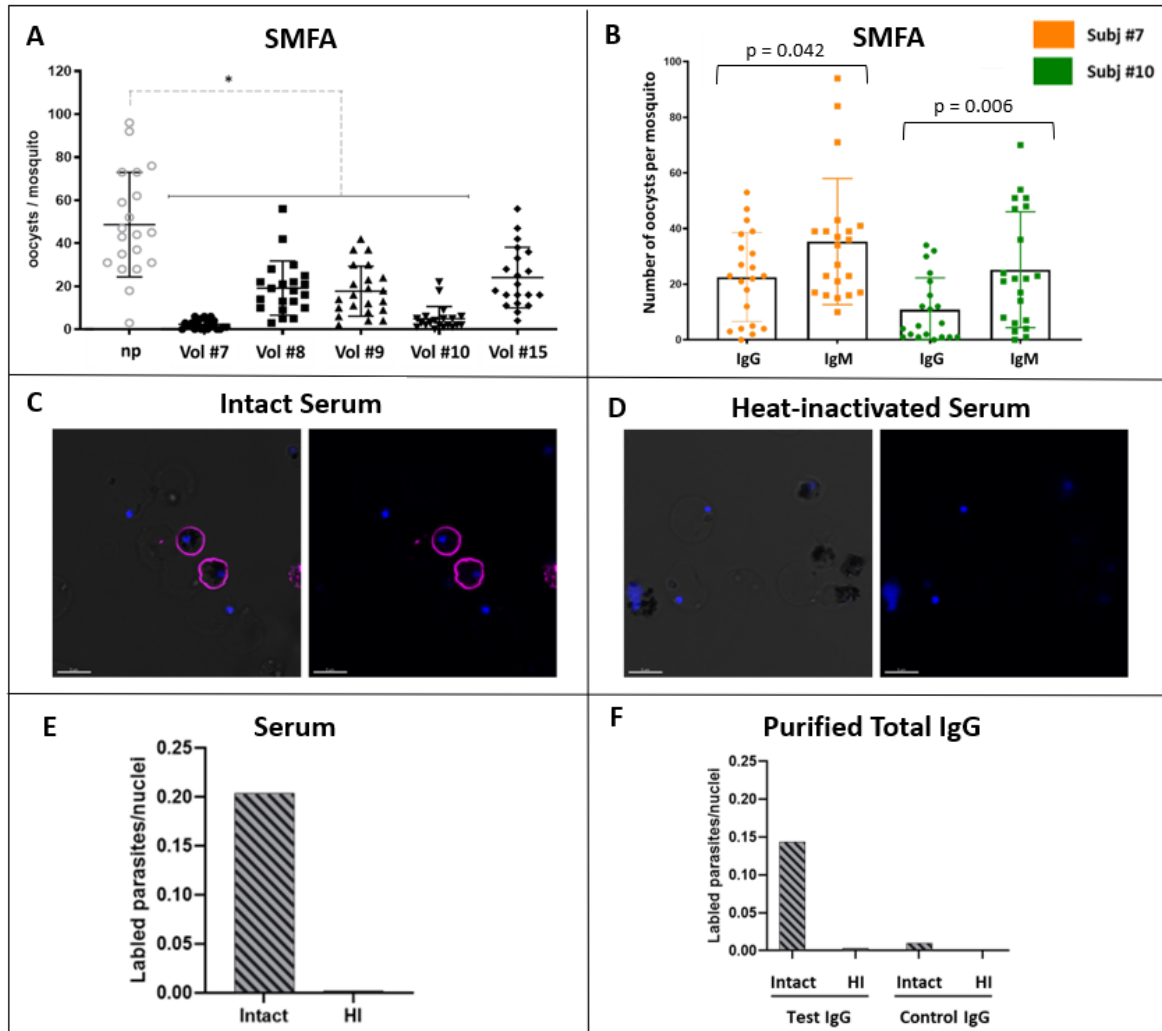 A
SMFA
oocysts / mosquito
120
100
80
60
40
20
0
*
np
Vol #7
Vol #8
Vol #9
Vol #10
Vol #15
B
SMFA
Subj #7
Subj #10
p = 0.042
p = 0.006
Number of oocysts per mosquito
100
80
60
40
20
0
IgG
IgM
IgG
IgM
C
Intact Serum
D
Heat-inactivated Serum
E
Serum
Labled parasites/nuclei
0.25
0.20
0.15
0.10
0.05
0.00
Intact
HI
F
Purified Total IgG
Labled parasites/nuclei
0.25
0.20
0.15
0.10
0.05
0.00
Intact
HI
Intact
HI
Test IgG
Control IgG